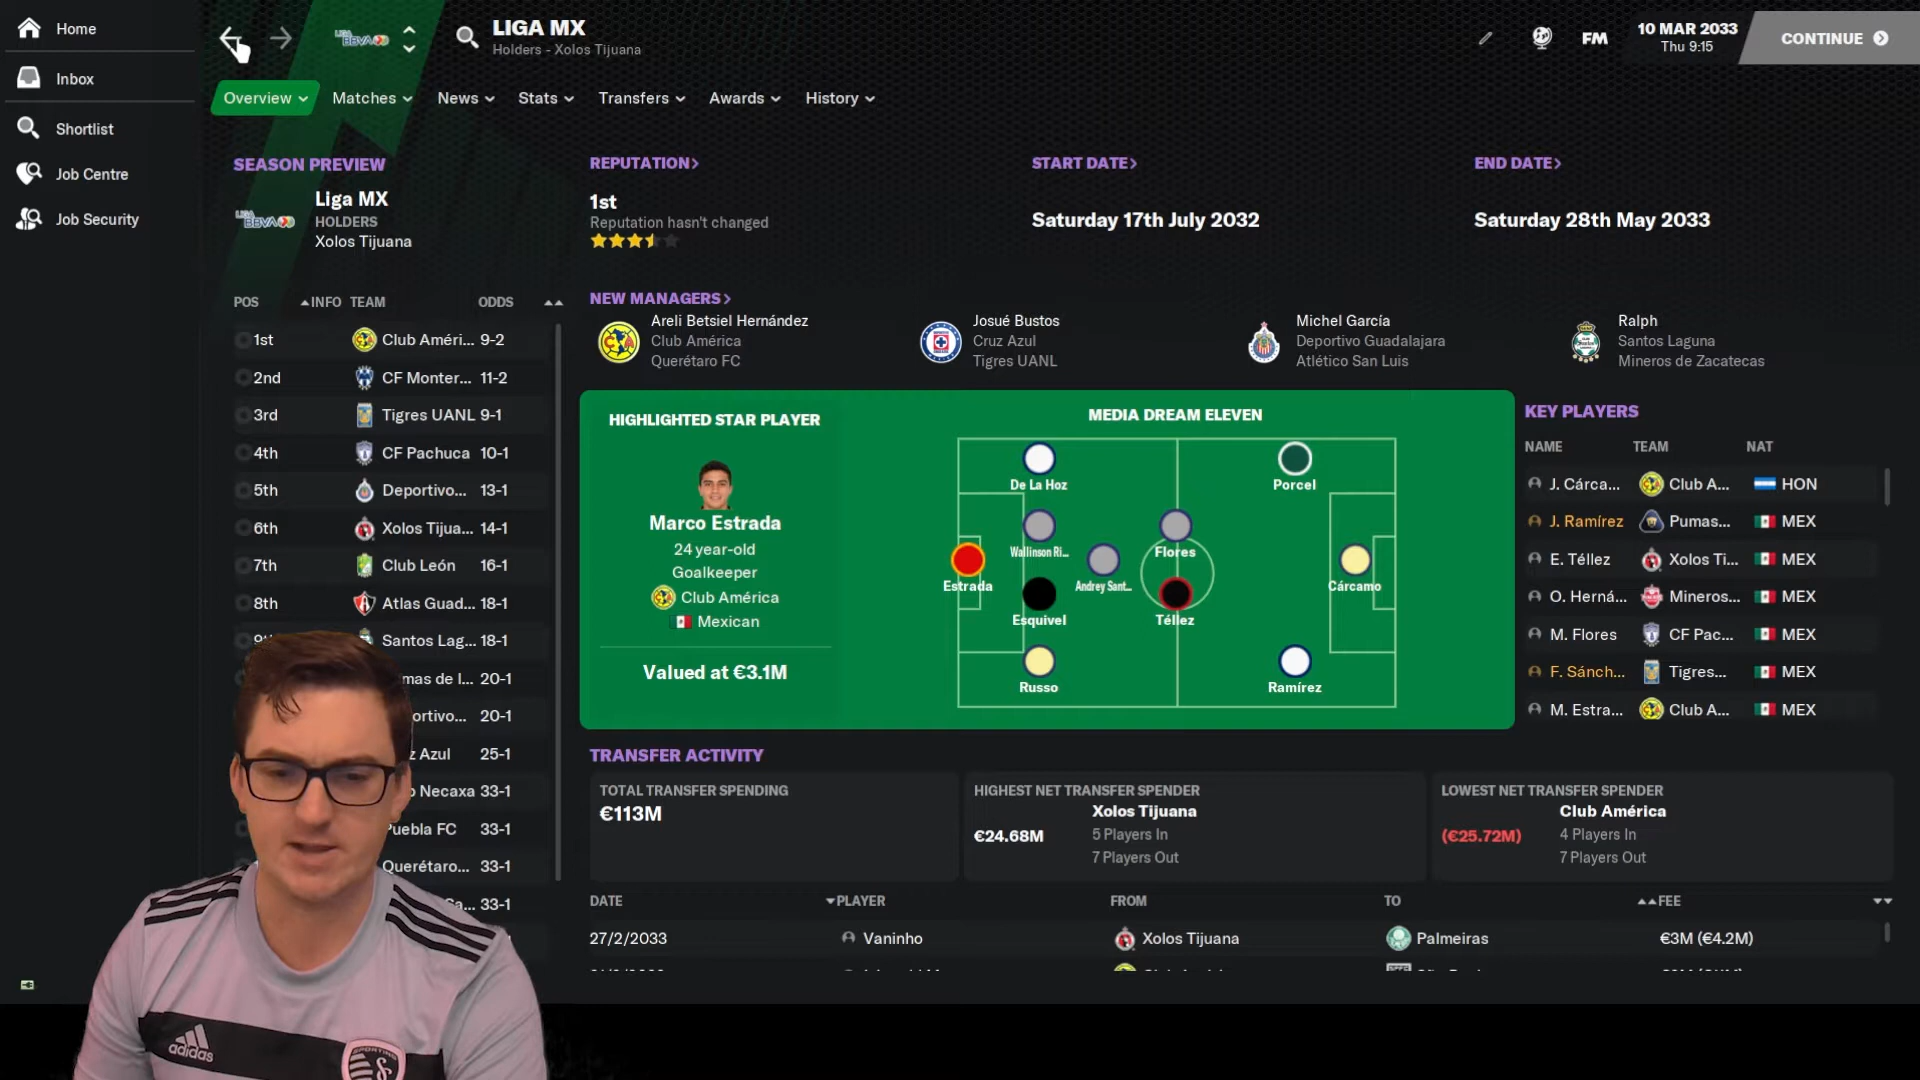 Home
Inbox
Shortlist
Job Centre
Job Security
LIGA MX
Holders - Xolos Tijuana
FM
10 MAR 2033
Thu 9:15
CONTINUE
Overview
Matches
News
Stats
Transfers
Awards
History
SEASON PREVIEW
Liga MX
HOLDERS
Xolos Tijuana
REPUTATION>
1st
Reputation hasn't changed
START DATE>
Saturday 17th July 2032
END DATE>
Saturday 28th May 2033
POS INFO TEAM ODDS
1st Club Améri... 9-2
2nd CF Monter... 11-2
3rd Tigres UANL 9-1
4th CF Pachuca 10-1
5th Deportivo... 13-1
6th Xolos Tijua... 14-1
7th Club León 16-1
8th Atlas Guad... 18-1
Santos Lag... 18-1
mas de l... 20-1
ortivo... 20-1
z Azul 25-1
o Necaxa 33-1
Puebla FC 33-1
Querétaro... 33-1
33-1
NEW MANAGERS>
Areli Betsiel Hernández
Club América
Querétaro FC
Josué Bustos
Cruz Azul
Tigres UANL
Michel García
Deportivo Guadalajara
Atlético San Luis
Ralph
Santos Laguna
Mineros de Zacatecas
HIGHLIGHTED STAR PLAYER
Marco Estrada
24 year-old
Goalkeeper
Club América
Mexican
Valued at €3.1M
MEDIA DREAM ELEVEN
De La Hoz
Porcel
Wallinson Ri...
Flores
Estrada
Andrey Sant...
Cárcamo
Esquivel
Téllez
Russo
Ramírez
KEY PLAYERS
NAME TEAM NAT
J. Cárca... Club A... HON
J. Ramírez Pumas... MEX
E. Téllez Xolos Ti... MEX
O. Herná... Mineros... MEX
M. Flores CF Pac... MEX
F. Sánch... Tigres... MEX
M. Estra... Club A... MEX
TRANSFER ACTIVITY
TOTAL TRANSFER SPENDING
€113M
HIGHEST NET TRANSFER SPENDER
€24.68M
Xolos Tijuana
5 Players In
7 Players Out
LOWEST NET TRANSFER SPENDER
(€25.72M)
Club América
4 Players In
7 Players Out
DATE PLAYER FROM TO FEE
27/2/2033 Vaninho Xolos Tijuana Palmeiras €3M (€4.2M)
adidas
SPORTING